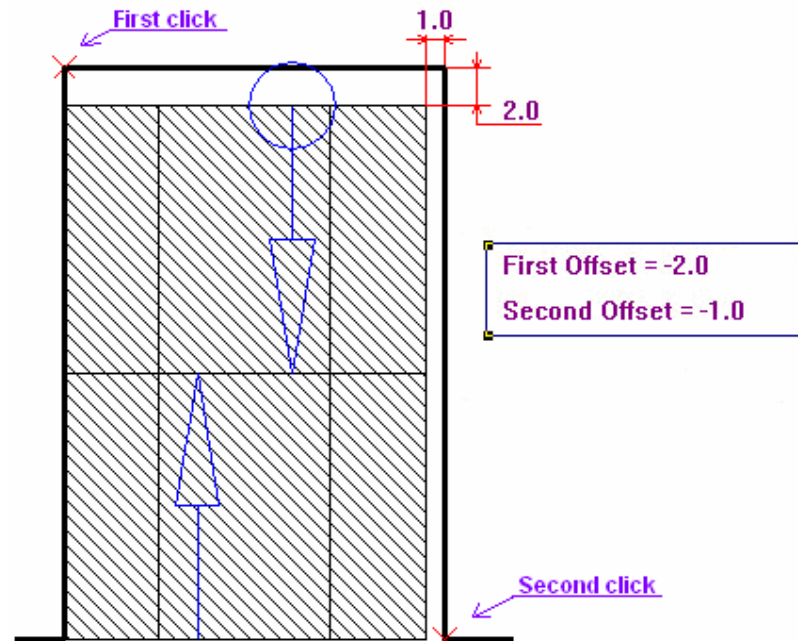 First click
1.0
2.0
First Offset = -2.0
Second Offset = -1.0
Second click